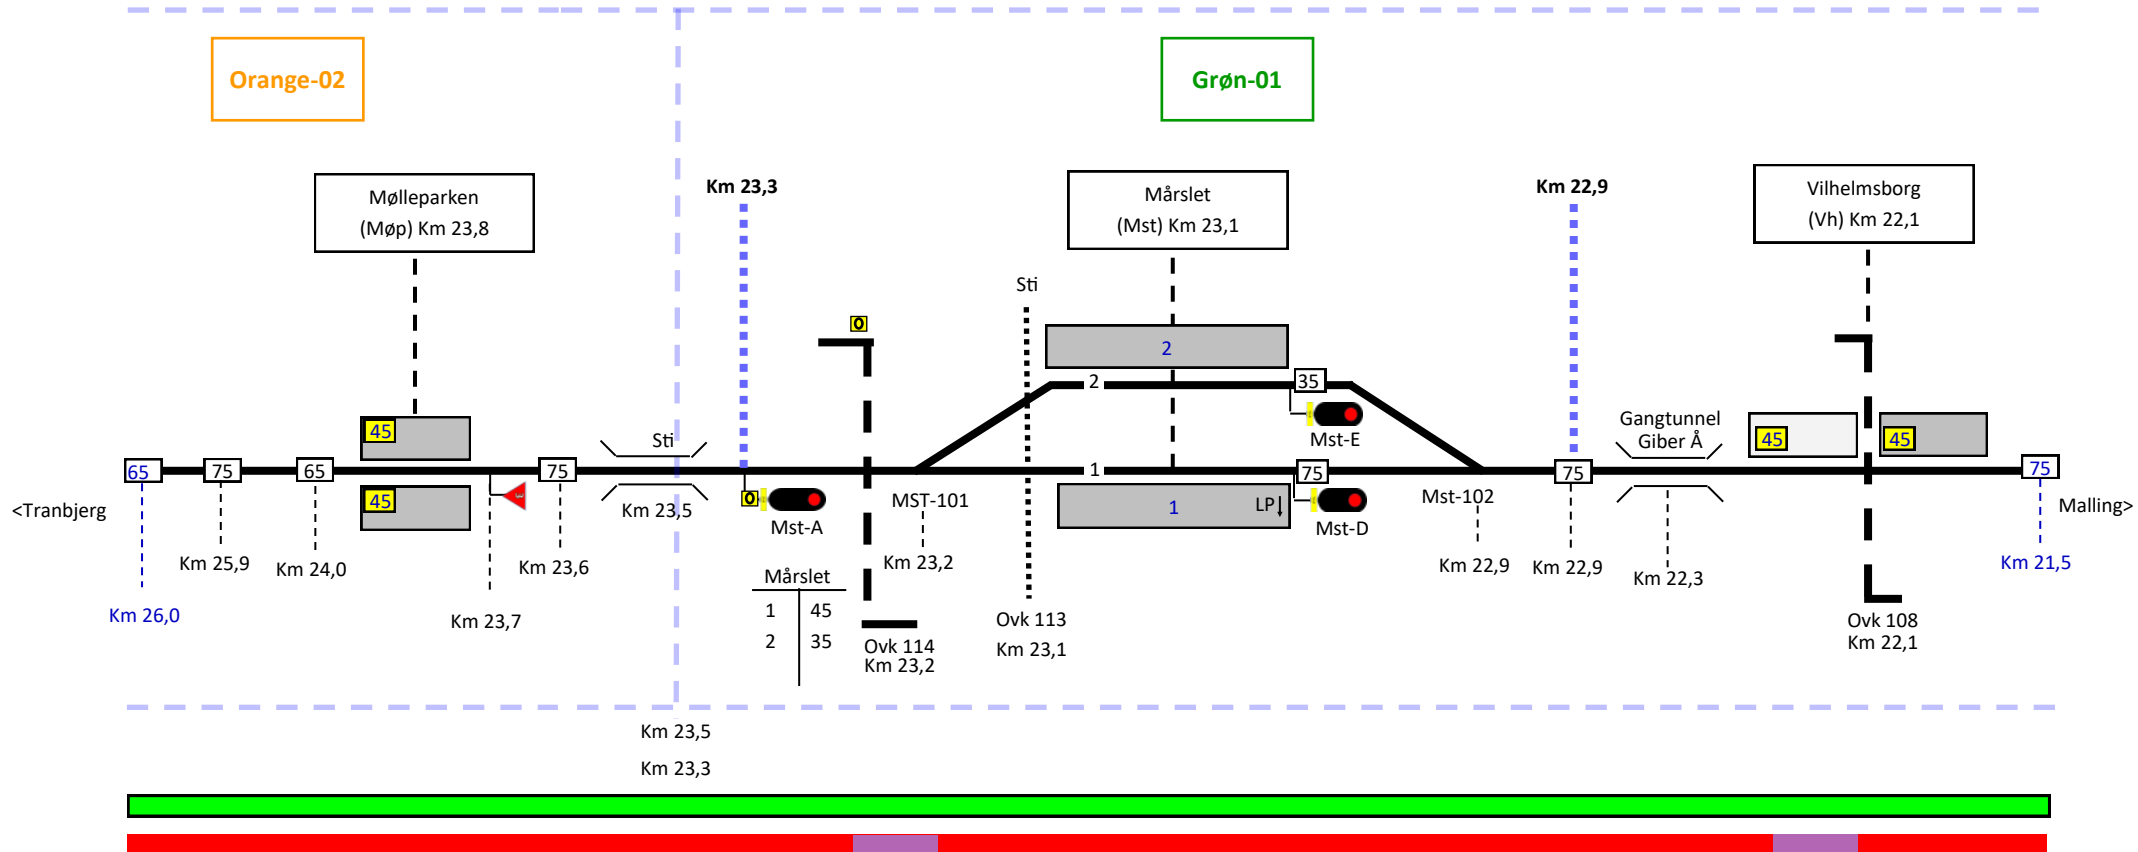 Orange-02
Grøn-01
Mølleparken
(Møp) Km 23,8
Km 23,3
Mårslet
(Mst) Km 23,1
Km 22,9
Vilhelmsborg
(Vh) Km 22,1
Sti
O
2
2
35
Mst-E
45
Sti
Gangtunnel
Giber Å
45
45
65
75
65
75
1
75
75
75
<Tranbjerg
45
E
Km 23,5
O
Mst-A
MST-101
1
LP↓
Mst-D
Mst-102
Malling>
Km 25,9
Km 24,0
Km 23,6
Km 23,2
Km 22,9
Km 22,9
Km 22,3
Km 21,5
Km 26,0
Km 23,7
Mårslet
1 45
2 35
Ovk 114
Km 23,2
Ovk 113
Km 23,1
Ovk 108
Km 22,1
Km 23,5
Km 23,3